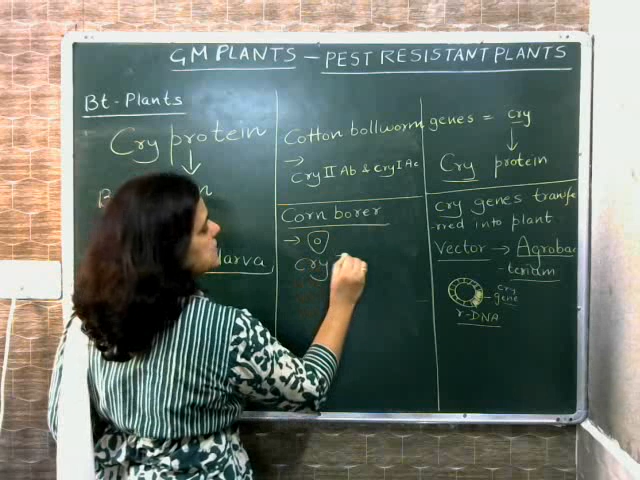 GM PLANTS – PEST RESISTANT PLANTS
Bt-Plants
Cry protein
larva
Cotton bollworm
→ Cry II Ab & Cry I Ac
Corn borer
→
Cry
genes = cry
Cry protein
cry genes transfe
-rred into plant
Vector → Agrobac
-terium
cry
gene
r-DNA